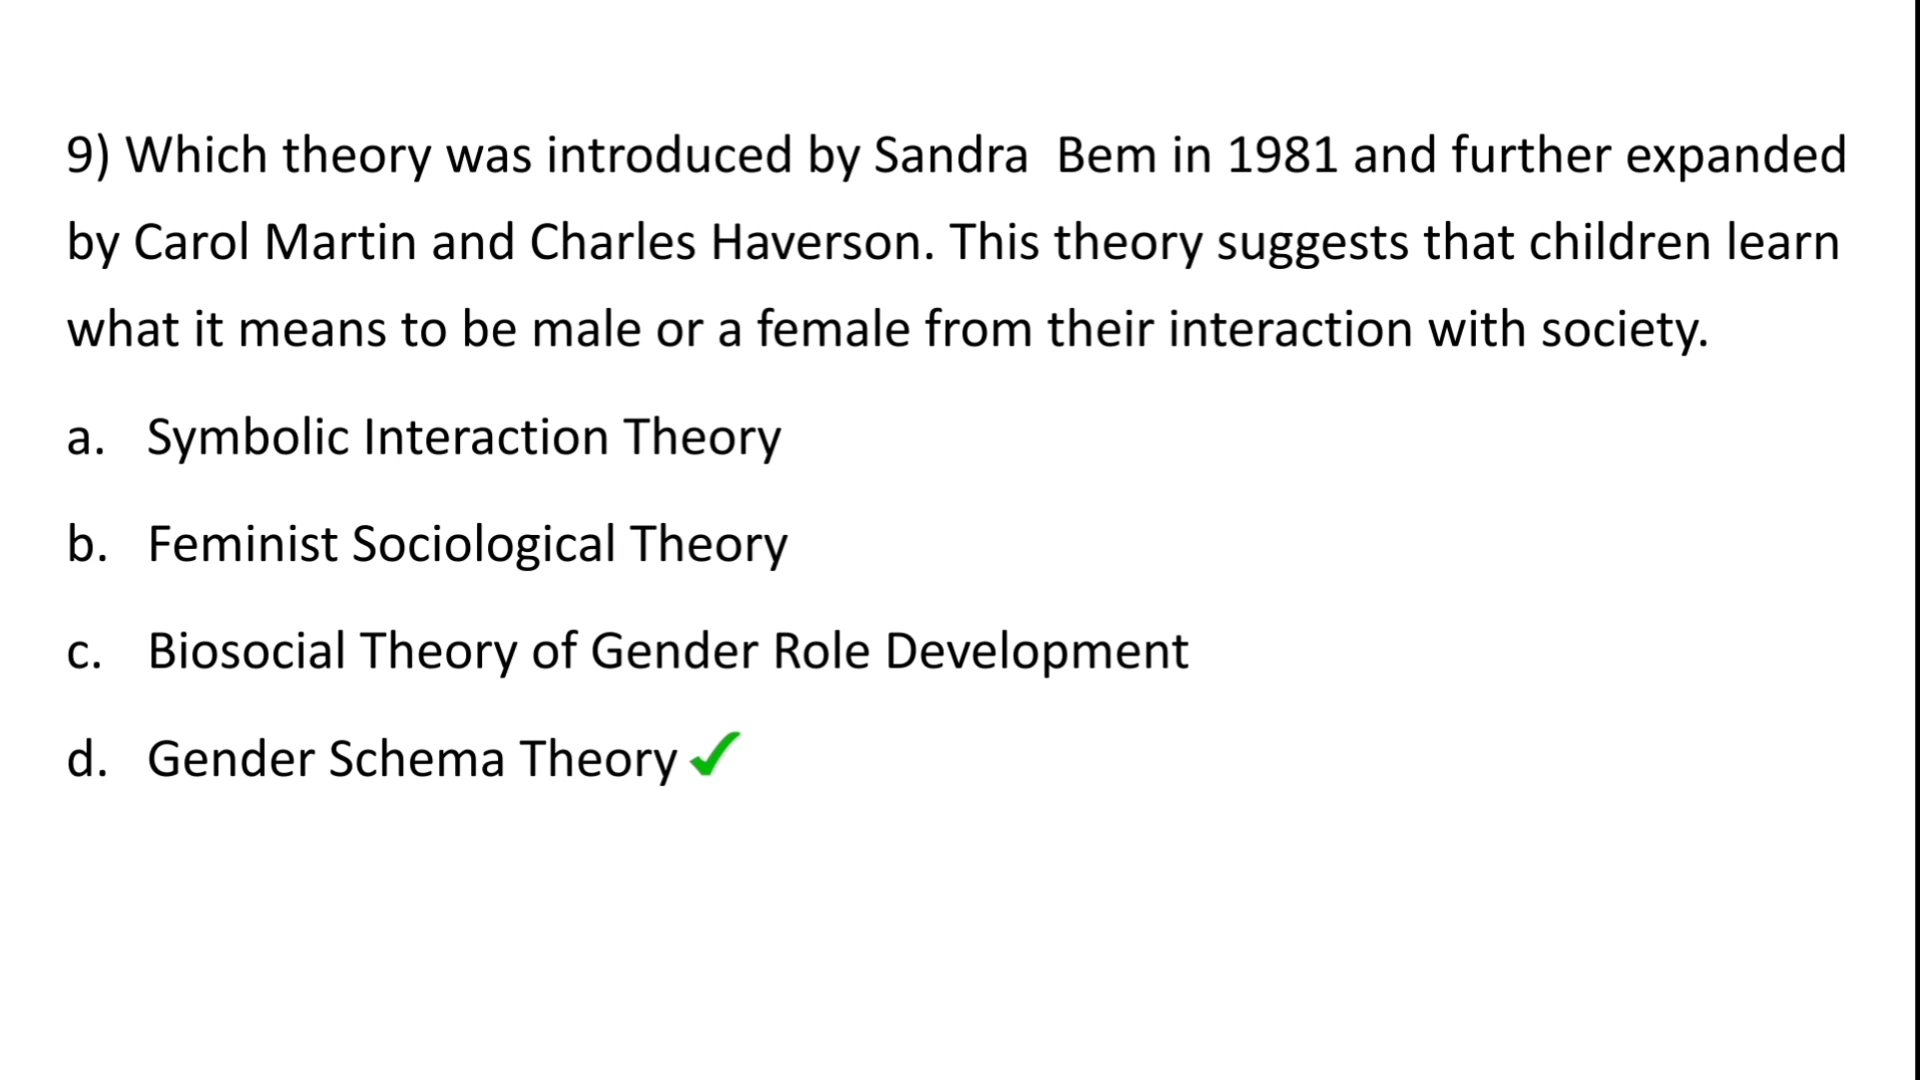 9) Which theory was introduced by Sandra  Bem in 1981 and further expanded
by Carol Martin and Charles Haverson. This theory suggests that children learn
what it means to be male or a female from their interaction with society.
a. Symbolic Interaction Theory
b. Feminist Sociological Theory
c. Biosocial Theory of Gender Role Development
d. Gender Schema Theory